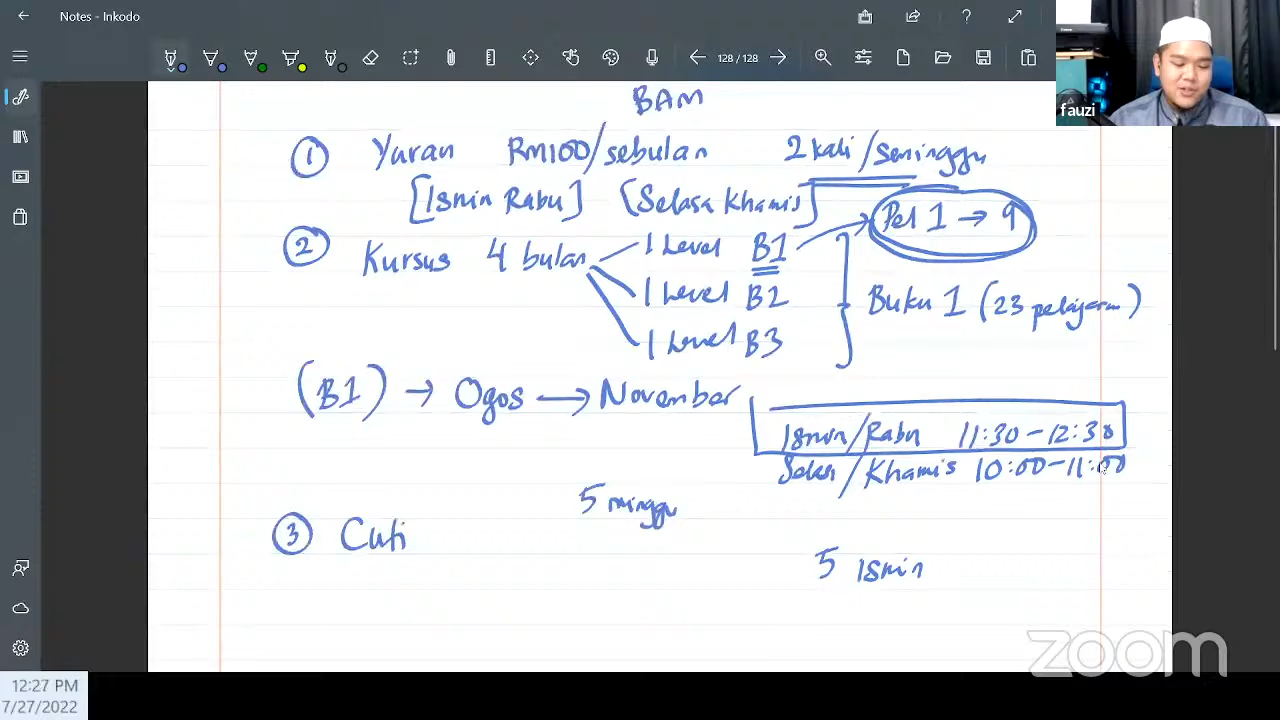 Notes - Inkodo
128 / 128
fauzi
BAM
① Yuran RM100/sebulan 2 kali/Seminggu
[Isnin Rabu] [Selasa Khamis]
Pel 1 → 9
② Kursus 4 bulan
1 Level B1
1 Level B2
1 Level B3
Buku 1 (23 pelajaran)
(B1) → Ogos → November
Isnin/Rabu 11:30 - 12:30
Selasa/Khamis 10:00 - 11:00
5 minggu
③ Cuti
5 Isnin
zoom
12:27 PM
7/27/2022